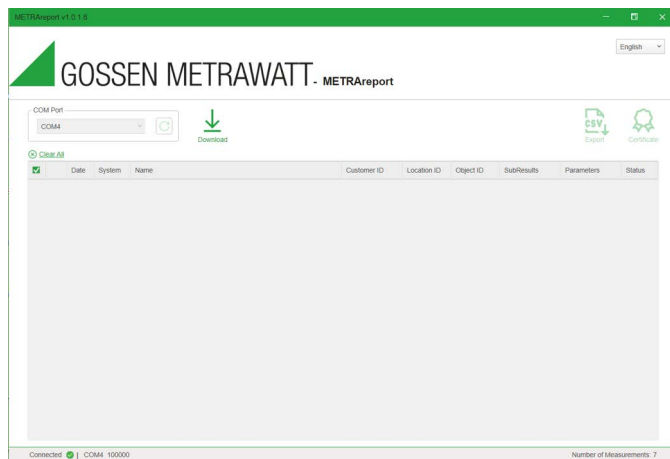 METRAreport v1.0.1.6
English
GOSSEN METRAWATT - METRAreport
COM Port
COM4
Download
CSV
Export
Certificate
Clear All
Date System Name Customer ID Location ID Object ID SubResults Parameters Status
Connected | COM4 100000 Number of Measurements: 7